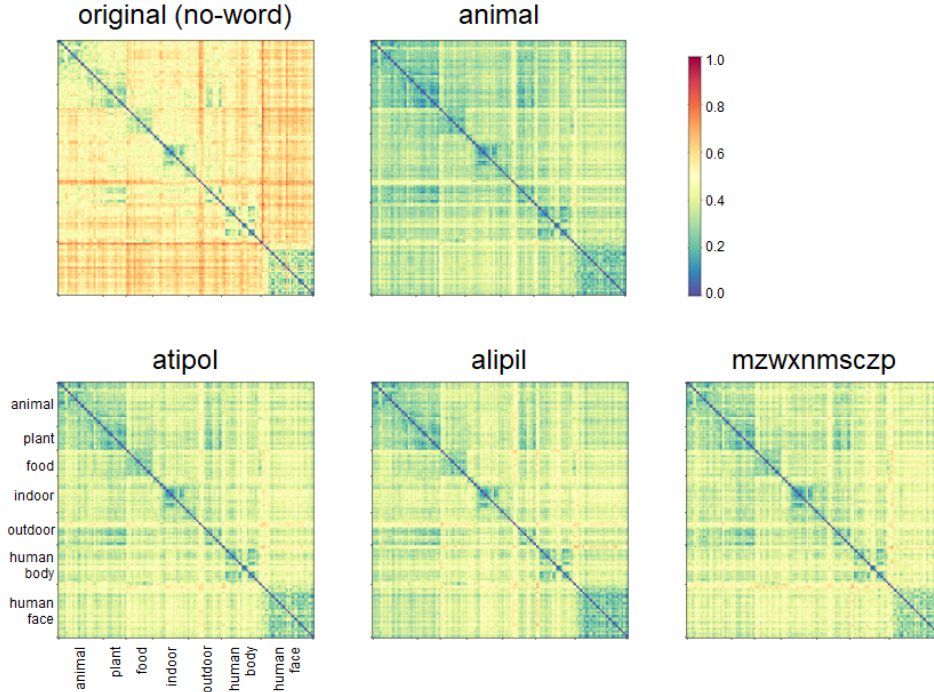 original (no-word)
animal
1.0
0.8
0.6
0.4
0.2
0.0
atipol
alipil
mzwxnmsczp
animal
plant
food
indoor
outdoor
human
body
human
face
animal
plant
food
indoor
outdoor
human
body
human
face